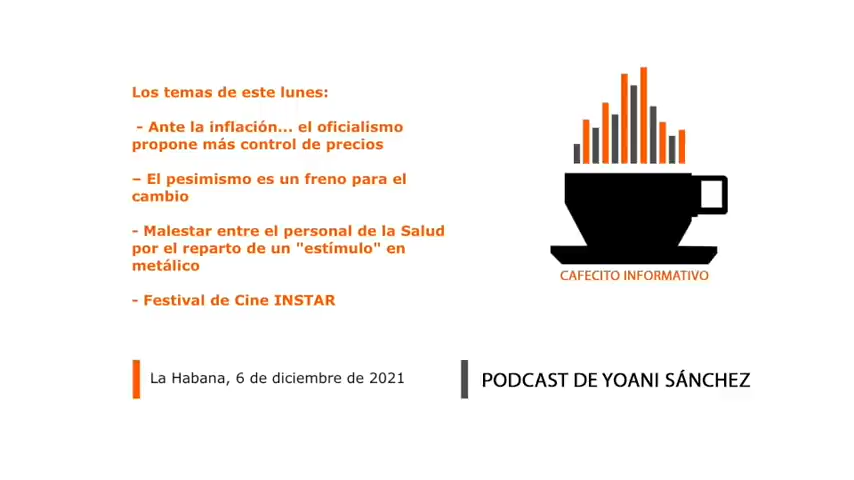 Los temas de este lunes:
- Ante la inflación... el oficialismo
propone más control de precios
– El pesimismo es un freno para el
cambio
- Malestar entre el personal de la Salud
por el reparto de un "estímulo" en
metálico
- Festival de Cine INSTAR
CAFECITO INFORMATIVO
La Habana, 6 de diciembre de 2021
PODCAST DE YOANI SÁNCHEZ